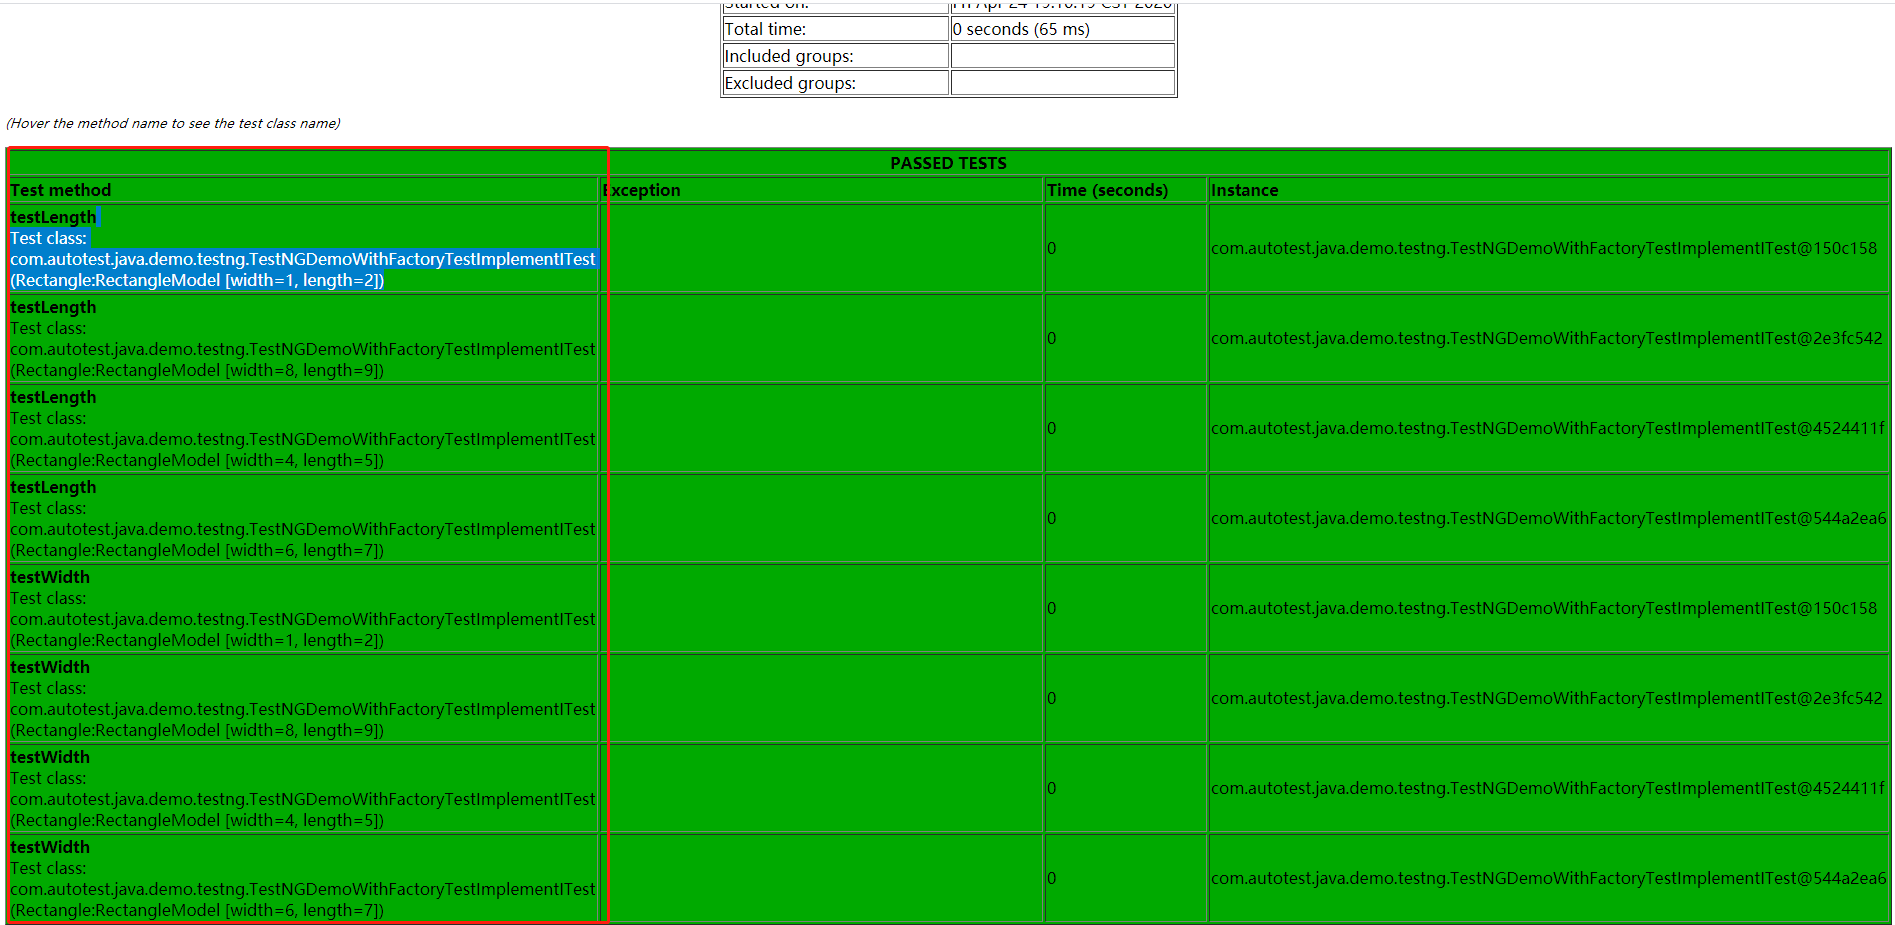 Started on: Fri Apr 24 19:16:19 CST 2020
Total time: 0 seconds (65 ms)
Included groups:
Excluded groups:
(Hover the method name to see the test class name)
PASSED TESTS
Test method Exception Time (seconds) Instance
testLength
Test class:
com.autotest.java.demo.testng.TestNGDemoWithFactoryTestImplementITest
(Rectangle:RectangleModel [width=1, length=2])
0 com.autotest.java.demo.testng.TestNGDemoWithFactoryTestImplementITest@150c158
testLength
Test class:
com.autotest.java.demo.testng.TestNGDemoWithFactoryTestImplementITest
(Rectangle:RectangleModel [width=8, length=9])
0 com.autotest.java.demo.testng.TestNGDemoWithFactoryTestImplementITest@2e3fc542
testLength
Test class:
com.autotest.java.demo.testng.TestNGDemoWithFactoryTestImplementITest
(Rectangle:RectangleModel [width=4, length=5])
0 com.autotest.java.demo.testng.TestNGDemoWithFactoryTestImplementITest@4524411f
testLength
Test class:
com.autotest.java.demo.testng.TestNGDemoWithFactoryTestImplementITest
(Rectangle:RectangleModel [width=6, length=7])
0 com.autotest.java.demo.testng.TestNGDemoWithFactoryTestImplementITest@544a2ea6
testWidth
Test class:
com.autotest.java.demo.testng.TestNGDemoWithFactoryTestImplementITest
(Rectangle:RectangleModel [width=1, length=2])
0 com.autotest.java.demo.testng.TestNGDemoWithFactoryTestImplementITest@150c158
testWidth
Test class:
com.autotest.java.demo.testng.TestNGDemoWithFactoryTestImplementITest
(Rectangle:RectangleModel [width=8, length=9])
0 com.autotest.java.demo.testng.TestNGDemoWithFactoryTestImplementITest@2e3fc542
testWidth
Test class:
com.autotest.java.demo.testng.TestNGDemoWithFactoryTestImplementITest
(Rectangle:RectangleModel [width=4, length=5])
0 com.autotest.java.demo.testng.TestNGDemoWithFactoryTestImplementITest@4524411f
testWidth
Test class:
com.autotest.java.demo.testng.TestNGDemoWithFactoryTestImplementITest
(Rectangle:RectangleModel [width=6, length=7])
0 com.autotest.java.demo.testng.TestNGDemoWithFactoryTestImplementITest@544a2ea6